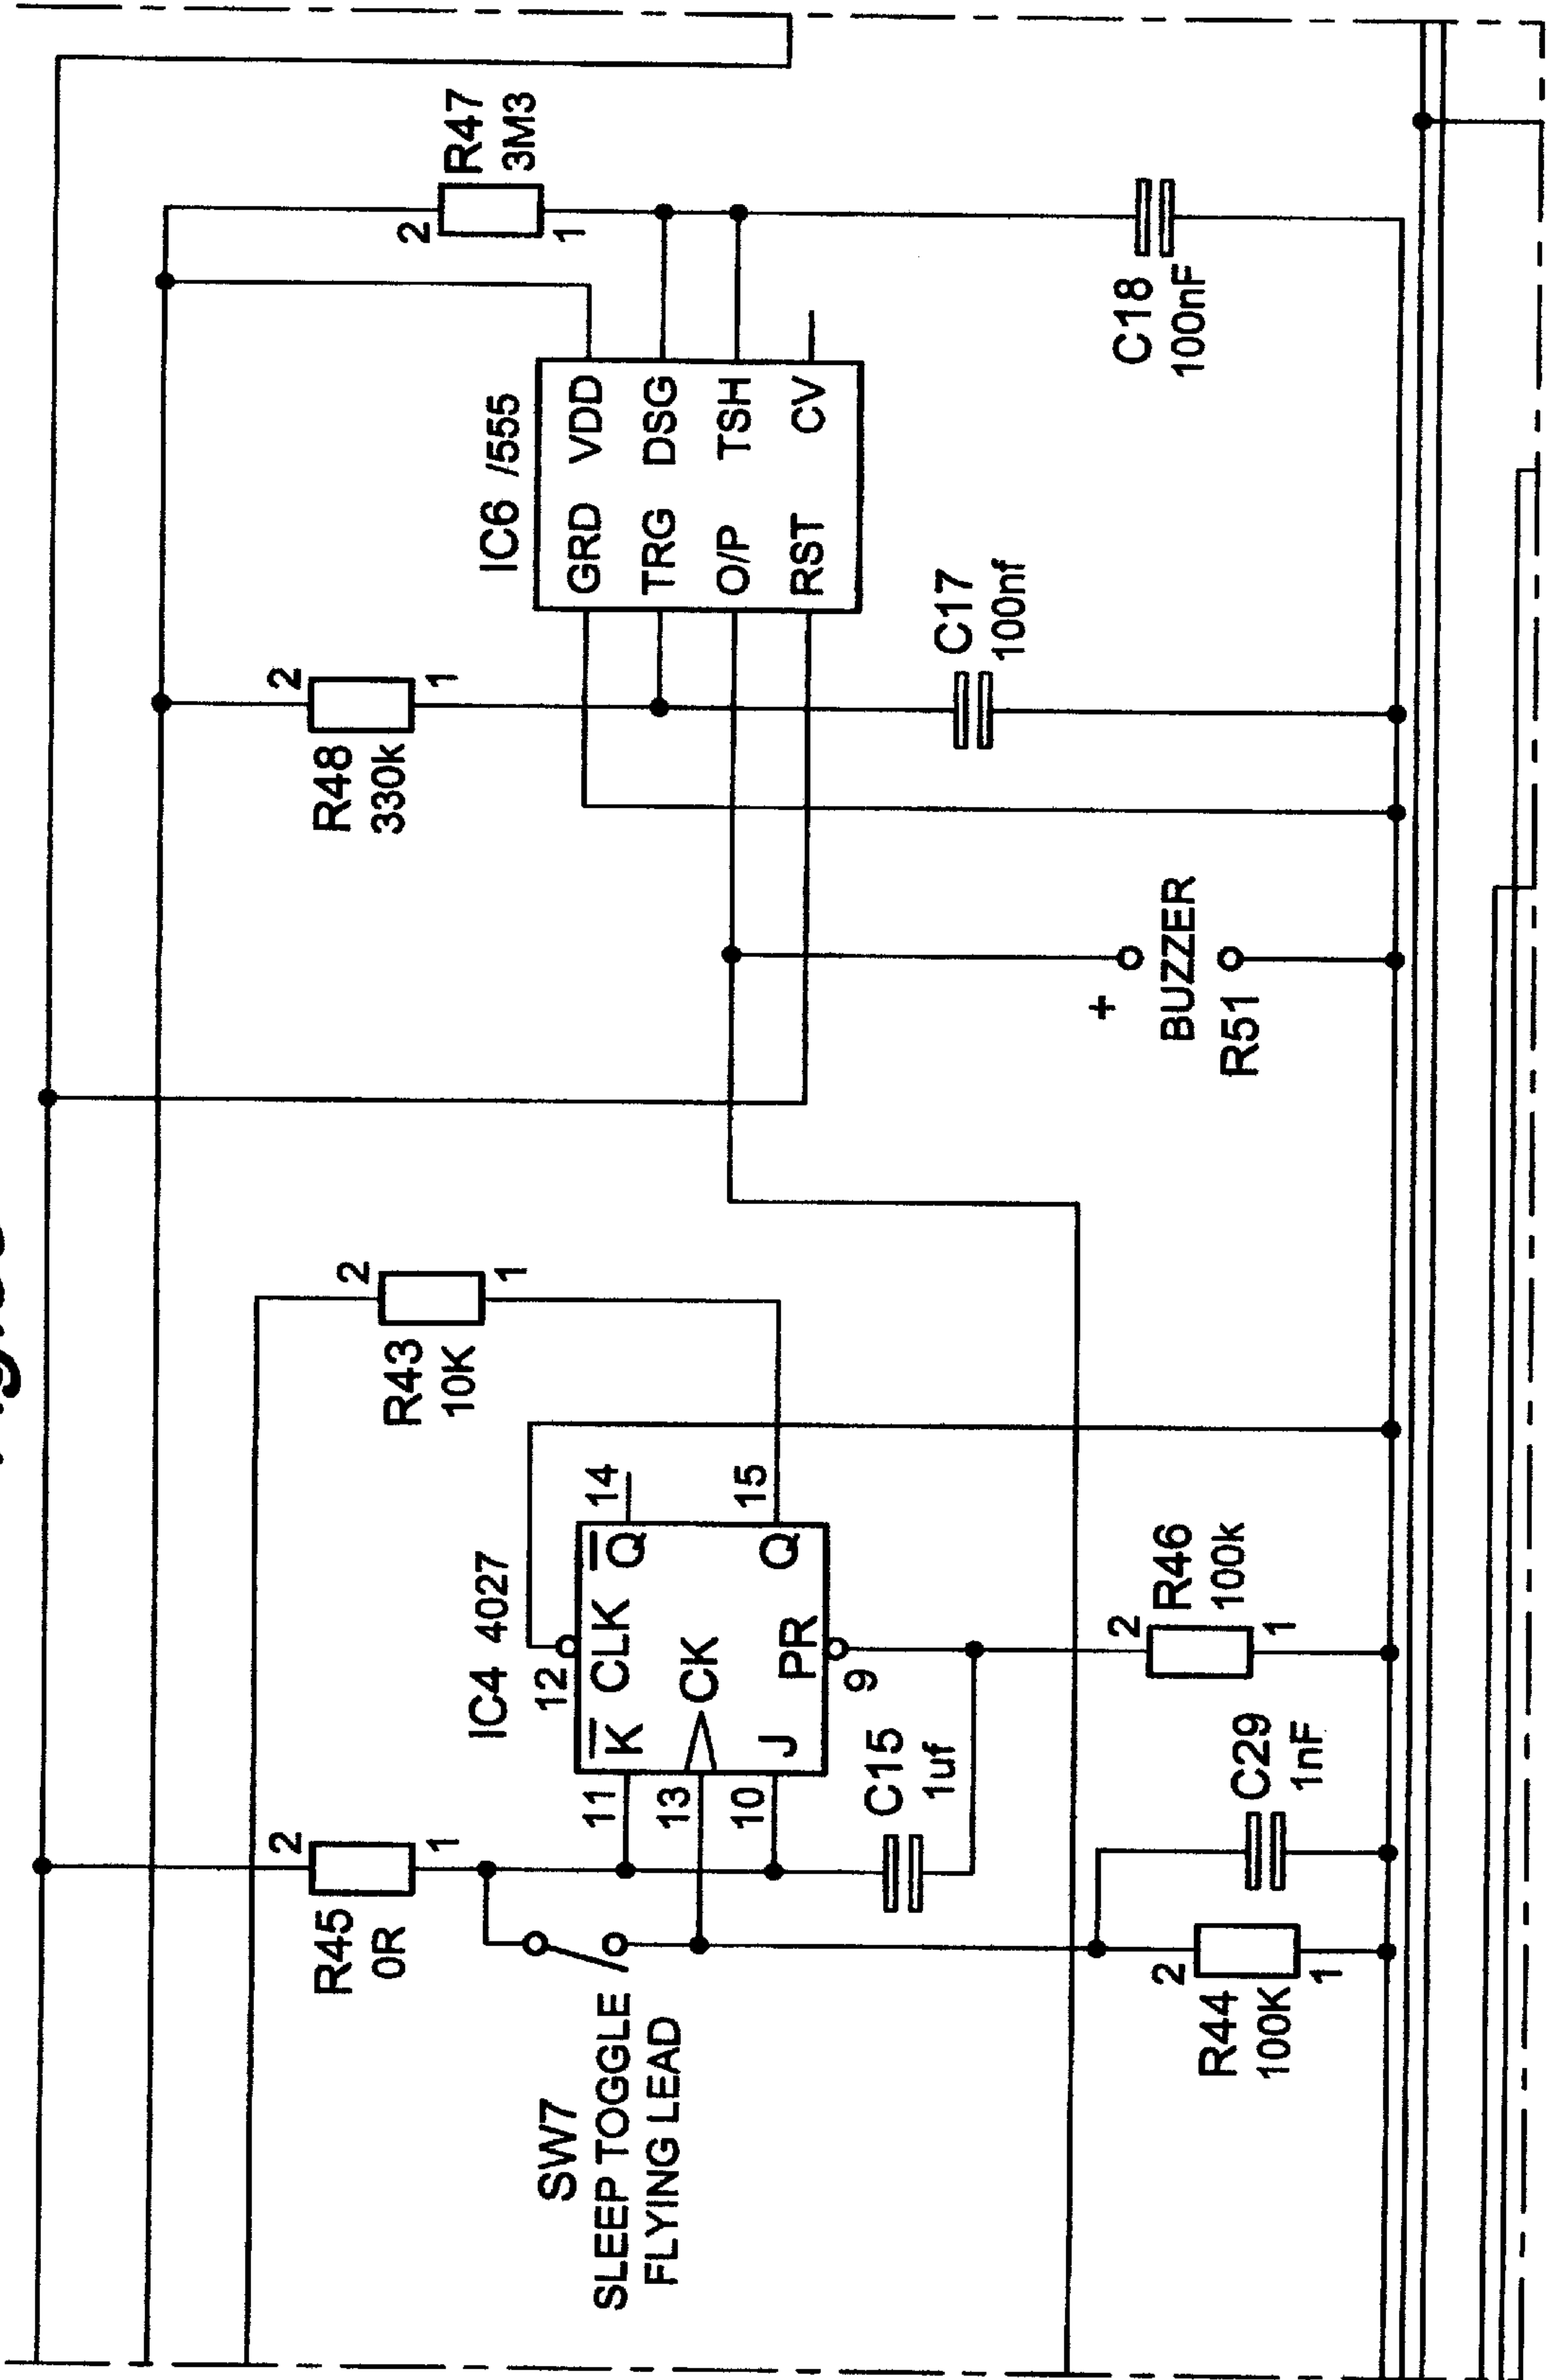 R45
0R
2
1
SW7
SLEEP TOGGLE
FLYING LEAD
IC4 4027
11
13
10
12
14
15
9
K
CLK
Q
CK
J
PR
Q
C15
1uf
R43
10K
2
1
R44
100K
2
1
C29
1nF
R46
100k
2
1
R48
330k
2
1
IC6 /555
GRD VDD
TRG DSG
O/P TSH
RST CV
R47
3M3
2
1
C17
100nf
C18
100nF
+
BUZZER
R51